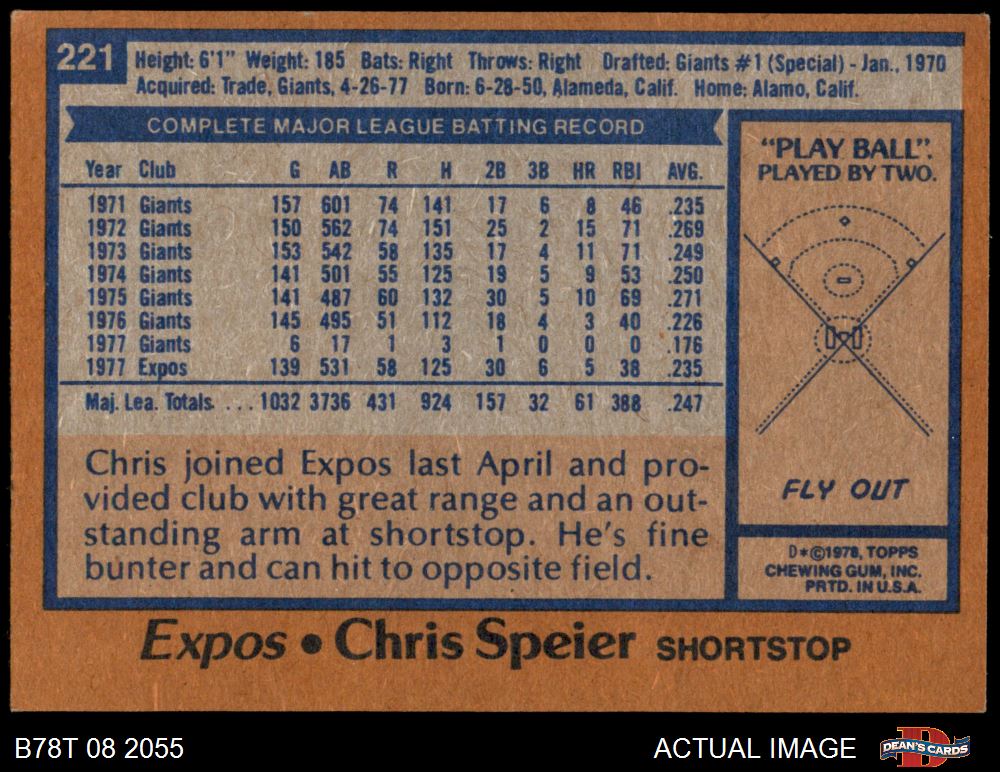 221
Height: 6'1" Weight: 185 Bats: Right Throws: Right Drafted: Giants #1 (Special) - Jan., 1970
Acquired: Trade, Giants, 4-26-77 Born: 6-28-50, Alameda, Calif. Home: Alamo, Calif.
COMPLETE MAJOR LEAGUE BATTING RECORD
Year Club G AB R H 2B 3B HR RBI AVG.
1971 Giants 157 601 74 141 17 6 8 46 .235
1972 Giants 150 562 74 151 25 2 15 71 .269
1973 Giants 153 542 58 135 17 4 11 71 .249
1974 Giants 141 501 55 125 19 5 9 53 .250
1975 Giants 141 487 60 132 30 5 10 69 .271
1976 Giants 145 495 51 112 18 4 3 40 .226
1977 Giants 6 17 1 3 1 0 0 0 .176
1977 Expos 139 531 58 125 30 6 5 38 .235
Maj. Lea. Totals. ... 1032 3736 431 924 157 32 61 388 .247
Chris joined Expos last April and pro-
vided club with great range and an out-
standing arm at shortstop. He's fine
bunter and can hit to opposite field.
"PLAY BALL".
PLAYED BY TWO.
FLY OUT
D*©1978, TOPPS
CHEWING GUM, INC.
PRTD. IN U.S.A.
Expos • Chris Speier SHORTSTOP
B78T 08 2055
ACTUAL IMAGE
DEAN'S CARDS